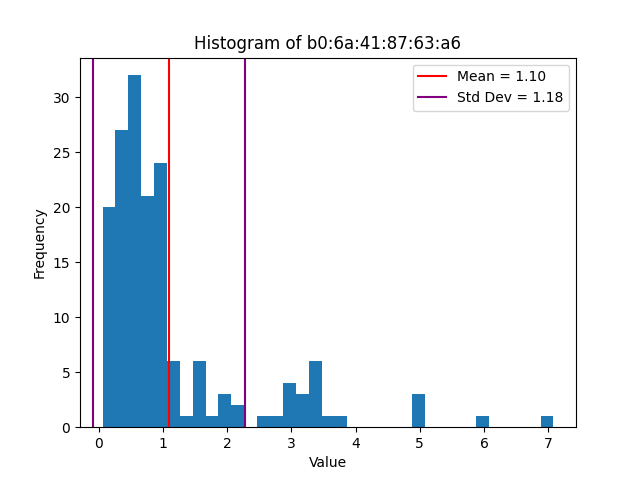 Histogram of b0:6a:41:87:63:a6
Mean = 1.10
Std Dev = 1.18
Frequency
30
25
20
15
10
5
0
0 1 2 3 4 5 6 7
Value